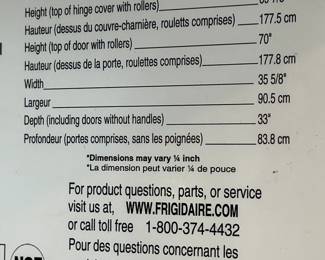 Height (top of hinge cover with rollers)
Hauteur (dessus du couvre-charnière, rouletts comprises) 177.5 cm
Height (top of door with rollers) 70"
Hauteur (dessus de la porte, roulettes comprises) 177.8 cm
Width 35 5/8"
Largeur 90.5 cm
Depth (including doors without handles) 33"
Profondeur (portes comprises, sans les poignées) 83.8 cm
*Dimensions may vary ¼ inch
*La dimension peut varier ¼ de pouce
For product questions, parts, or service
visit us at, WWW.FRIGIDAIRE.COM
or call toll free 1-800-374-4432
Pour des questions concernant les